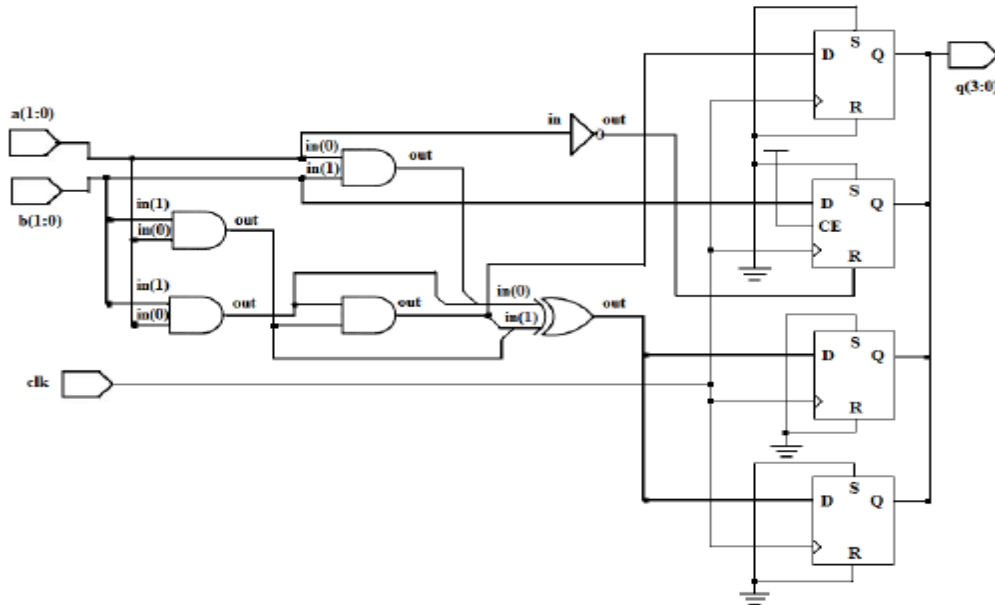 S
D Q
q(3:0)
R
a(1:0)
in out
in(0)
out
in(1)
b(1:0)
S
D Q
CE
R
in(1)
out
in(0)
in(1)
out
in(0)
out
in(0)
out
in(1)
S
D Q
R
clk
S
D Q
R